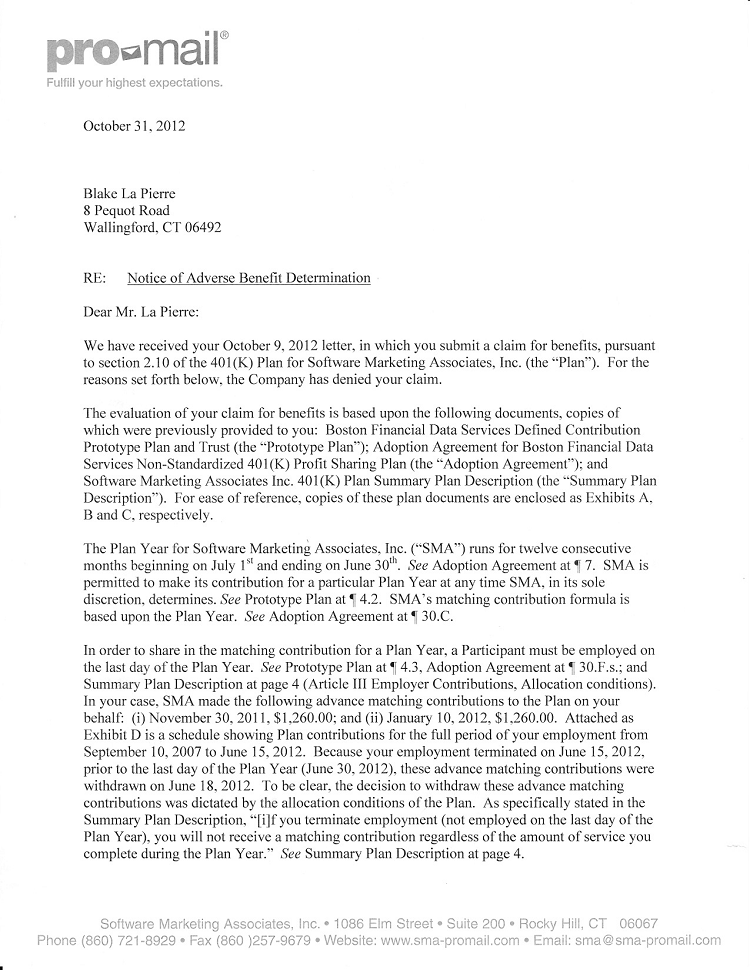 pro mail®
Fulfill your highest expectations.
October 31, 2012
Blake La Pierre
8 Pequot Road
Wallingford, CT 06492
RE: Notice of Adverse Benefit Determination
Dear Mr. La Pierre:
We have received your October 9, 2012 letter, in which you submit a claim for benefits, pursuant
to section 2.10 of the 401(K) Plan for Software Marketing Associates, Inc. (the “Plan”). For the
reasons set forth below, the Company has denied your claim.
The evaluation of your claim for benefits is based upon the following documents, copies of
which were previously provided to you: Boston Financial Data Services Defined Contribution
Prototype Plan and Trust (the “Prototype Plan”); Adoption Agreement for Boston Financial Data
Services Non-Standardized 401(K) Profit Sharing Plan (the “Adoption Agreement”); and
Software Marketing Associates Inc. 401(K) Plan Summary Plan Description (the “Summary Plan
Description”). For ease of reference, copies of these plan documents are enclosed as Exhibits A,
B and C, respectively.
The Plan Year for Software Marketing Associates, Inc. (“SMA”) runs for twelve consecutive
months beginning on July 1st and ending on June 30th. See Adoption Agreement at ¶ 7. SMA is
permitted to make its contribution for a particular Plan Year at any time SMA, in its sole
discretion, determines. See Prototype Plan at ¶ 4.2. SMA’s matching contribution formula is
based upon the Plan Year. See Adoption Agreement at ¶ 30.C.
In order to share in the matching contribution for a Plan Year, a Participant must be employed on
the last day of the Plan Year. See Prototype Plan at ¶ 4.3, Adoption Agreement at ¶ 30.F.s.; and
Summary Plan Description at page 4 (Article III Employer Contributions, Allocation conditions).
In your case, SMA made the following advance matching contributions to the Plan on your
behalf: (i) November 30, 2011, $1,260.00; and (ii) January 10, 2012, $1,260.00. Attached as
Exhibit D is a schedule showing Plan contributions for the full period of your employment from
September 10, 2007 to June 15, 2012. Because your employment terminated on June 15, 2012,
prior to the last day of the Plan Year (June 30, 2012), these advance matching contributions were
withdrawn on June 18, 2012. To be clear, the decision to withdraw these advance matching
contributions was dictated by the allocation conditions of the Plan. As specifically stated in the
Summary Plan Description, “[i]f you terminate employment (not employed on the last day of the
Plan Year), you will not receive a matching contribution regardless of the amount of service you
complete during the Plan Year.” See Summary Plan Description at page 4.
Software Marketing Associates, Inc. • 1086 Elm Street • Suite 200 • Rocky Hill, CT 06067
Phone (860) 721-8929 • Fax (860 )257-9679 • Website: www.sma-promail.com • Email: sma@sma-promail.com